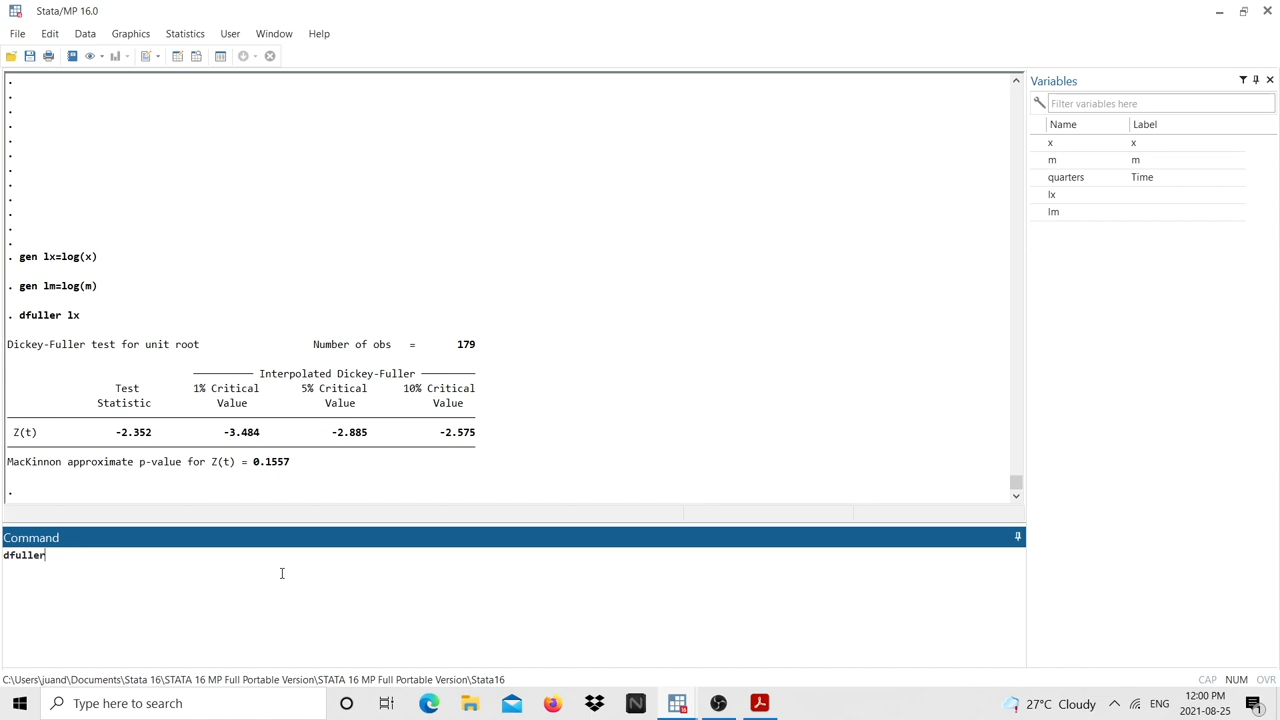 Stata/MP 16.0
File Edit Data Graphics Statistics User Window Help
.
.
.
.
.
.
.
.
.
.
.
. gen lx=log(x)
. gen lm=log(m)
. dfuller lx
Dickey-Fuller test for unit root Number of obs = 179
Interpolated Dickey-Fuller
Test 1% Critical 5% Critical 10% Critical
Statistic Value Value Value
Z(t) -2.352 -3.484 -2.885 -2.575
MacKinnon approximate p-value for Z(t) = 0.1557
.
Command
dfuller
Variables
Filter variables here
Name Label
x x
m m
quarters Time
lx
lm
C:\Users\juand\Documents\Stata 16\STATA 16 MP Full Portable Version\STATA 16 MP Full Portable Version\Stata16
CAP NUM OVR
Type here to search
27°C Cloudy
ENG
12:00 PM
2021-08-25
1